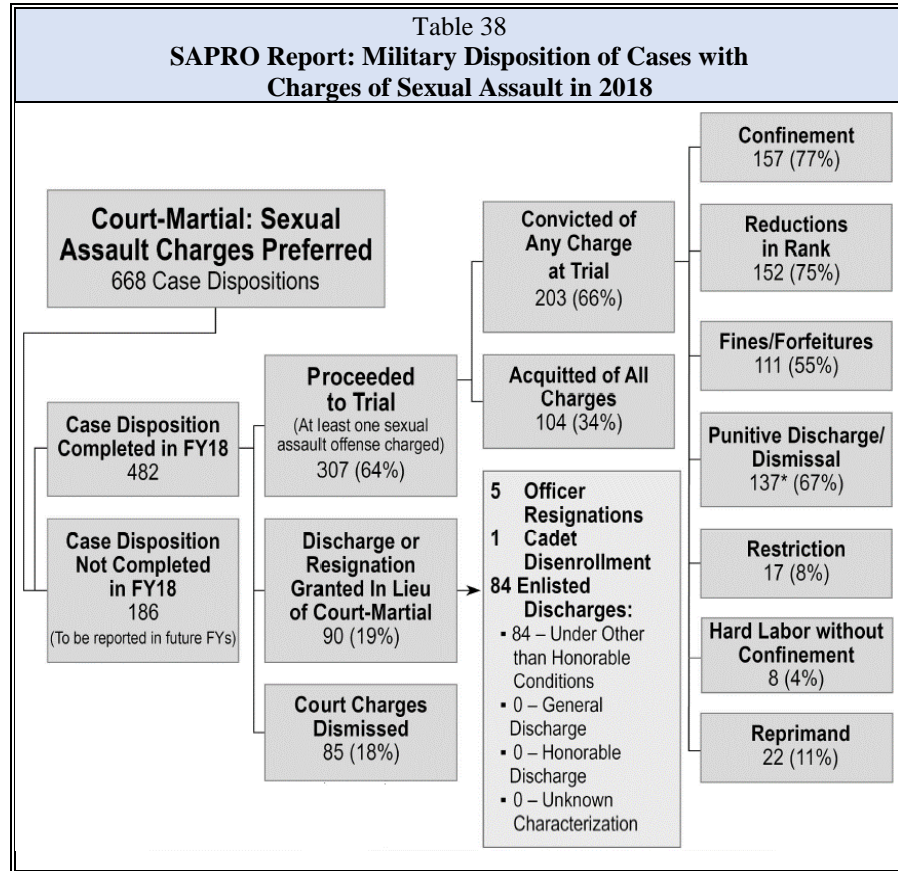 Table 38
SAPRO Report: Military Disposition of Cases with
Charges of Sexual Assault in 2018
Court-Martial: Sexual
Assault Charges Preferred
668 Case Dispositions
Case Disposition
Completed in FY18
482
Case Disposition
Not Completed
in FY18
186
(To be reported in future FYs)
Proceeded
to Trial
(At least one sexual
assault offense charged)
307 (64%)
Discharge or
Resignation
Granted In Lieu
of Court-Martial
90 (19%)
Court Charges
Dismissed
85 (18%)
Convicted of
Any Charge
at Trial
203 (66%)
Acquitted of All
Charges
104 (34%)
5 Officer
Resignations
1 Cadet
Disenrollment
84 Enlisted
Discharges:
▪ 84 – Under Other
than Honorable
Conditions
▪ 0 – General
Discharge
▪ 0 – Honorable
Discharge
▪ 0 – Unknown
Characterization
Confinement
157 (77%)
Reductions
in Rank
152 (75%)
Fines/Forfeitures
111 (55%)
Punitive Discharge/
Dismissal
137* (67%)
Restriction
17 (8%)
Hard Labor without
Confinement
8 (4%)
Reprimand
22 (11%)